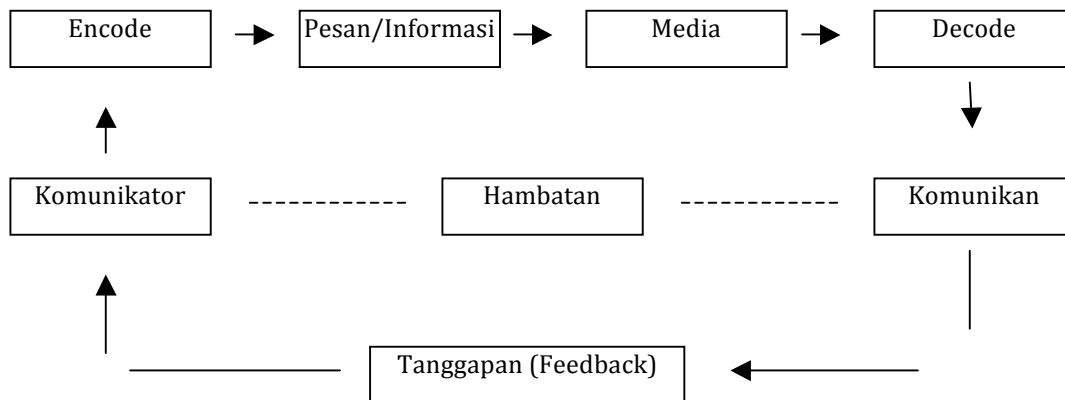 Encode
Pesan/Informasi
Media
Decode
Komunikator
Hambatan
Komunikan
Tanggapan (Feedback)